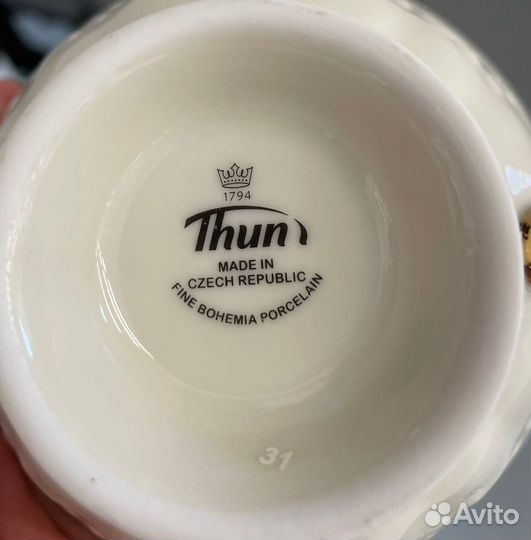 1794
Thun
MADE IN
CZECH REPUBLIC
FINE BOHEMIA PORCELAIN
31
Avito